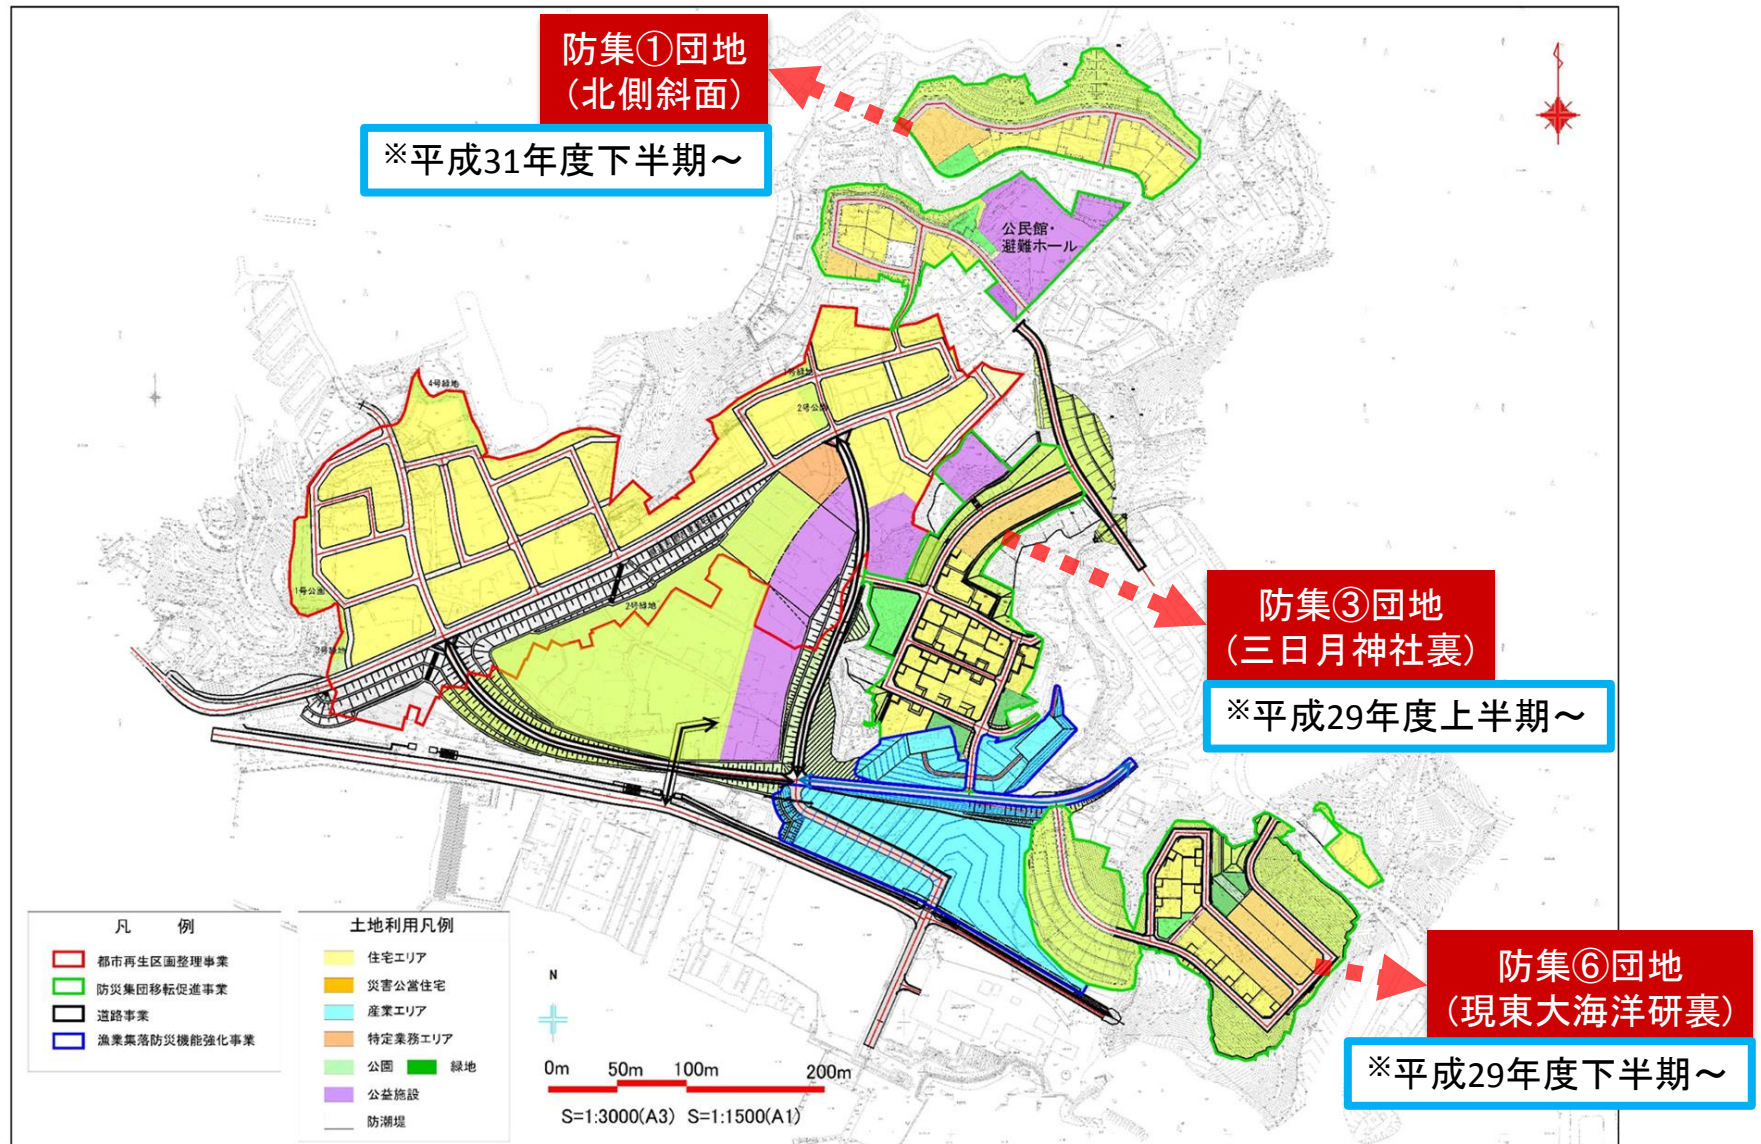 防集①団地
（北側斜面）
※平成31年度下半期～
公民館・
避難ホール
4号緑地
1号緑地
2号公園
1号公園
2号緑地
3号緑地
防集③団地
（三日月神社裏）
※平成29年度上半期～
防集⑥団地
（現東大海洋研裏）
※平成29年度下半期～
凡　例
都市再生区画整理事業
防災集団移転促進事業
道路事業
漁業集落防災機能強化事業
土地利用凡例
住宅エリア
災害公営住宅
産業エリア
特定業務エリア
公園　緑地
公益施設
防潮堤
N
0m 50m 100m 200m
S=1:3000(A3) S=1:1500(A1)